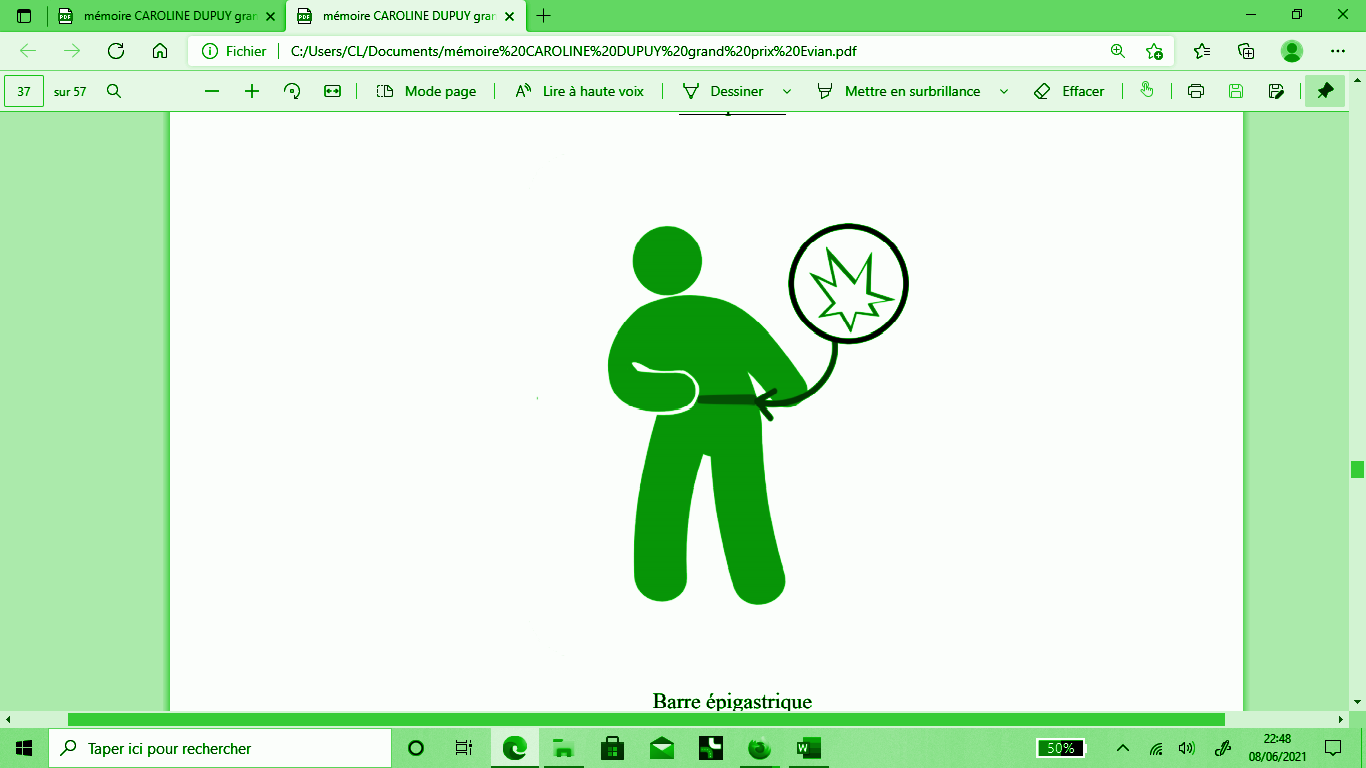 mémoire CAROLINE DUPUY gran
mémoire CAROLINE DUPUY gran
Fichier
C:/Users/CL/Documents/mémoire%20CAROLINE%20DUPUY%20grand%20prix%20Evian.pdf
37 sur 57
Mode page
Lire à haute voix
Dessiner
Mettre en surbrillance
Effacer
Barre épigastrique
Taper ici pour rechercher
50%
22:48
08/06/2021